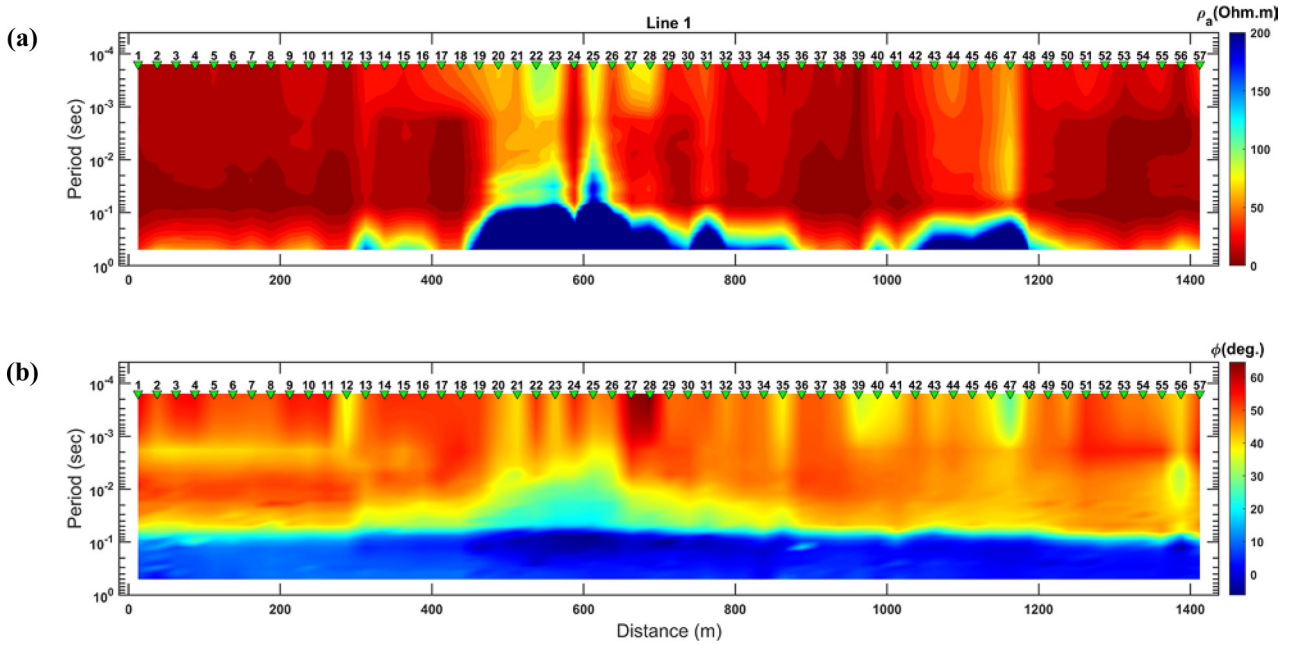 (a)
Line 1
ρa(Ohm.m)
1 2 3 4 5 6 7 8 9 10 11 12 13 14 15 16 17 18 19 20 21 22 23 24 25 26 27 28 29 30 31 32 33 34 35 36 37 38 39 40 41 42 43 44 45 46 47 48 49 50 51 52 53 54 55 56 57
Period (sec)
10-4
10-3
10-2
10-1
100
0 200 400 600 800 1000 1200 1400
200
150
100
50
0
(b)
ϕ(deg.)
1 2 3 4 5 6 7 8 9 10 11 12 13 14 15 16 17 18 19 20 21 22 23 24 25 26 27 28 29 30 31 32 33 34 35 36 37 38 39 40 41 42 43 44 45 46 47 48 49 50 51 52 53 54 55 56 57
Period (sec)
10-4
10-3
10-2
10-1
100
0 200 400 600 800 1000 1200 1400
Distance (m)
60
50
40
30
20
10
0